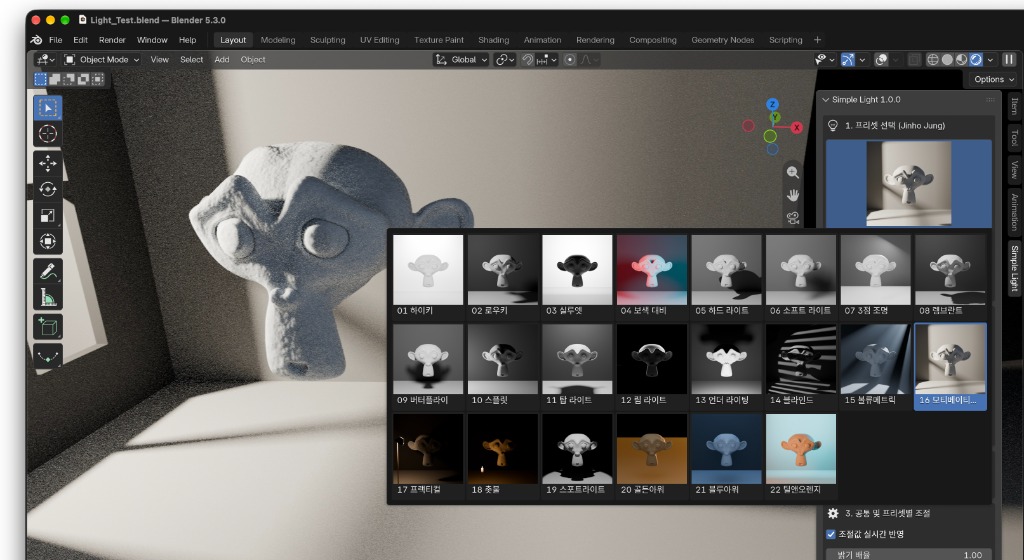 Light_Test.blend — Blender 5.3.0
File Edit Render Window Help Layout Modeling Sculpting UV Editing Texture Paint Shading Animation Rendering Compositing Geometry Nodes Scripting +
Object Mode View Select Add Object Global
Options
Simple Light 1.0.0
1. 프리셋 선택 (Jinho Jung)
Z
Y
X
Item
Tool
View
Animation
Simple Light
01 하이키 02 로우키 03 실루엣 04 보색 대비 05 하드 라이트 06 소프트 라이트 07 3점 조명 08 렘브란트
09 버터플라이 10 스플릿 11 탑 라이트 12 림 라이트 13 언더 라이팅 14 블라인드 15 볼류메트릭 16 모티베이티...
17 프랙티컬 18 촛불 19 스포트라이트 20 골든아워 21 블루아워 22 틸앤오렌지
3. 공통 및 프리셋별 조절
조절값 실시간 반영
밝기 배율 1.00